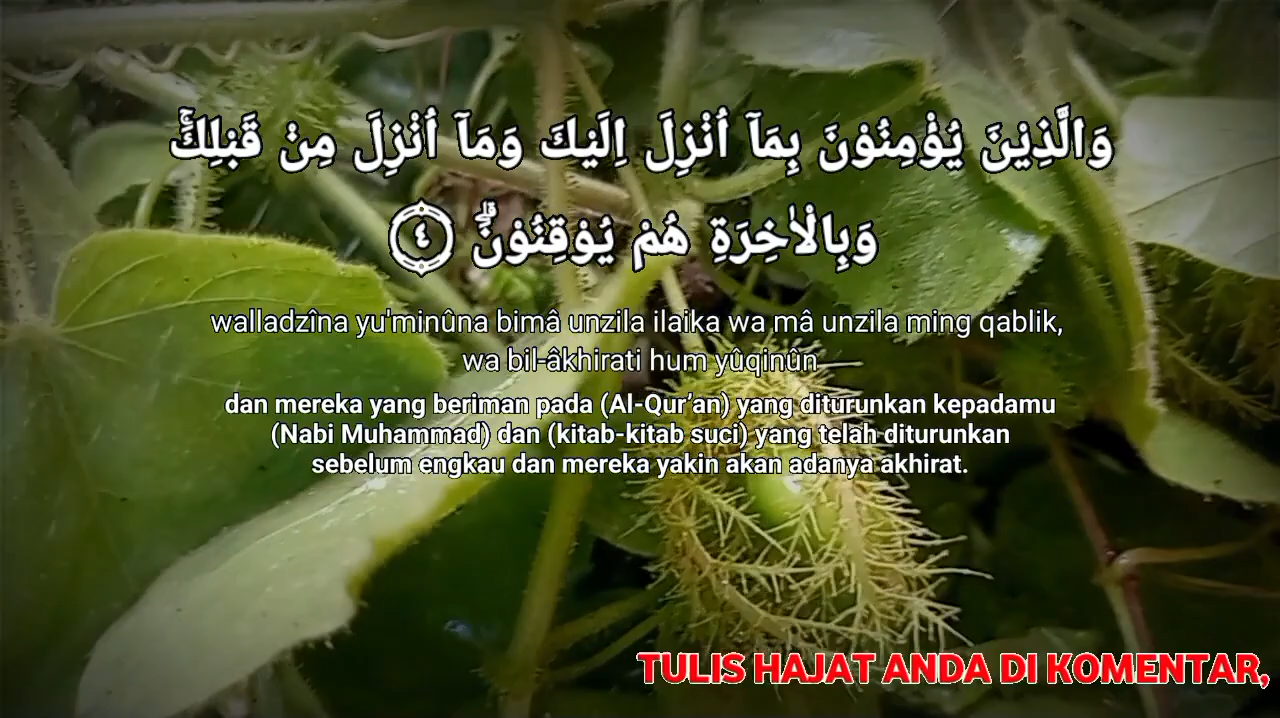 وَالَّذِيْنَ يُؤْمِنُوْنَ بِمَآ اُنْزِلَ اِلَيْكَ وَمَآ اُنْزِلَ مِنْ قَبْلِكَۚ
وَبِالْاٰخِرَةِ هُمْ يُوْقِنُوْنَۗ ٤
walladzîna yu'minûna bimâ unzila ilaika wa mâ unzila ming qablik,
wa bil-âkhirati hum yûqinûn
dan mereka yang beriman pada (Al-Qur’an) yang diturunkan kepadamu
(Nabi Muhammad) dan (kitab-kitab suci) yang telah diturunkan
sebelum engkau dan mereka yakin akan adanya akhirat.
TULIS HAJAT ANDA DI KOMENTAR,